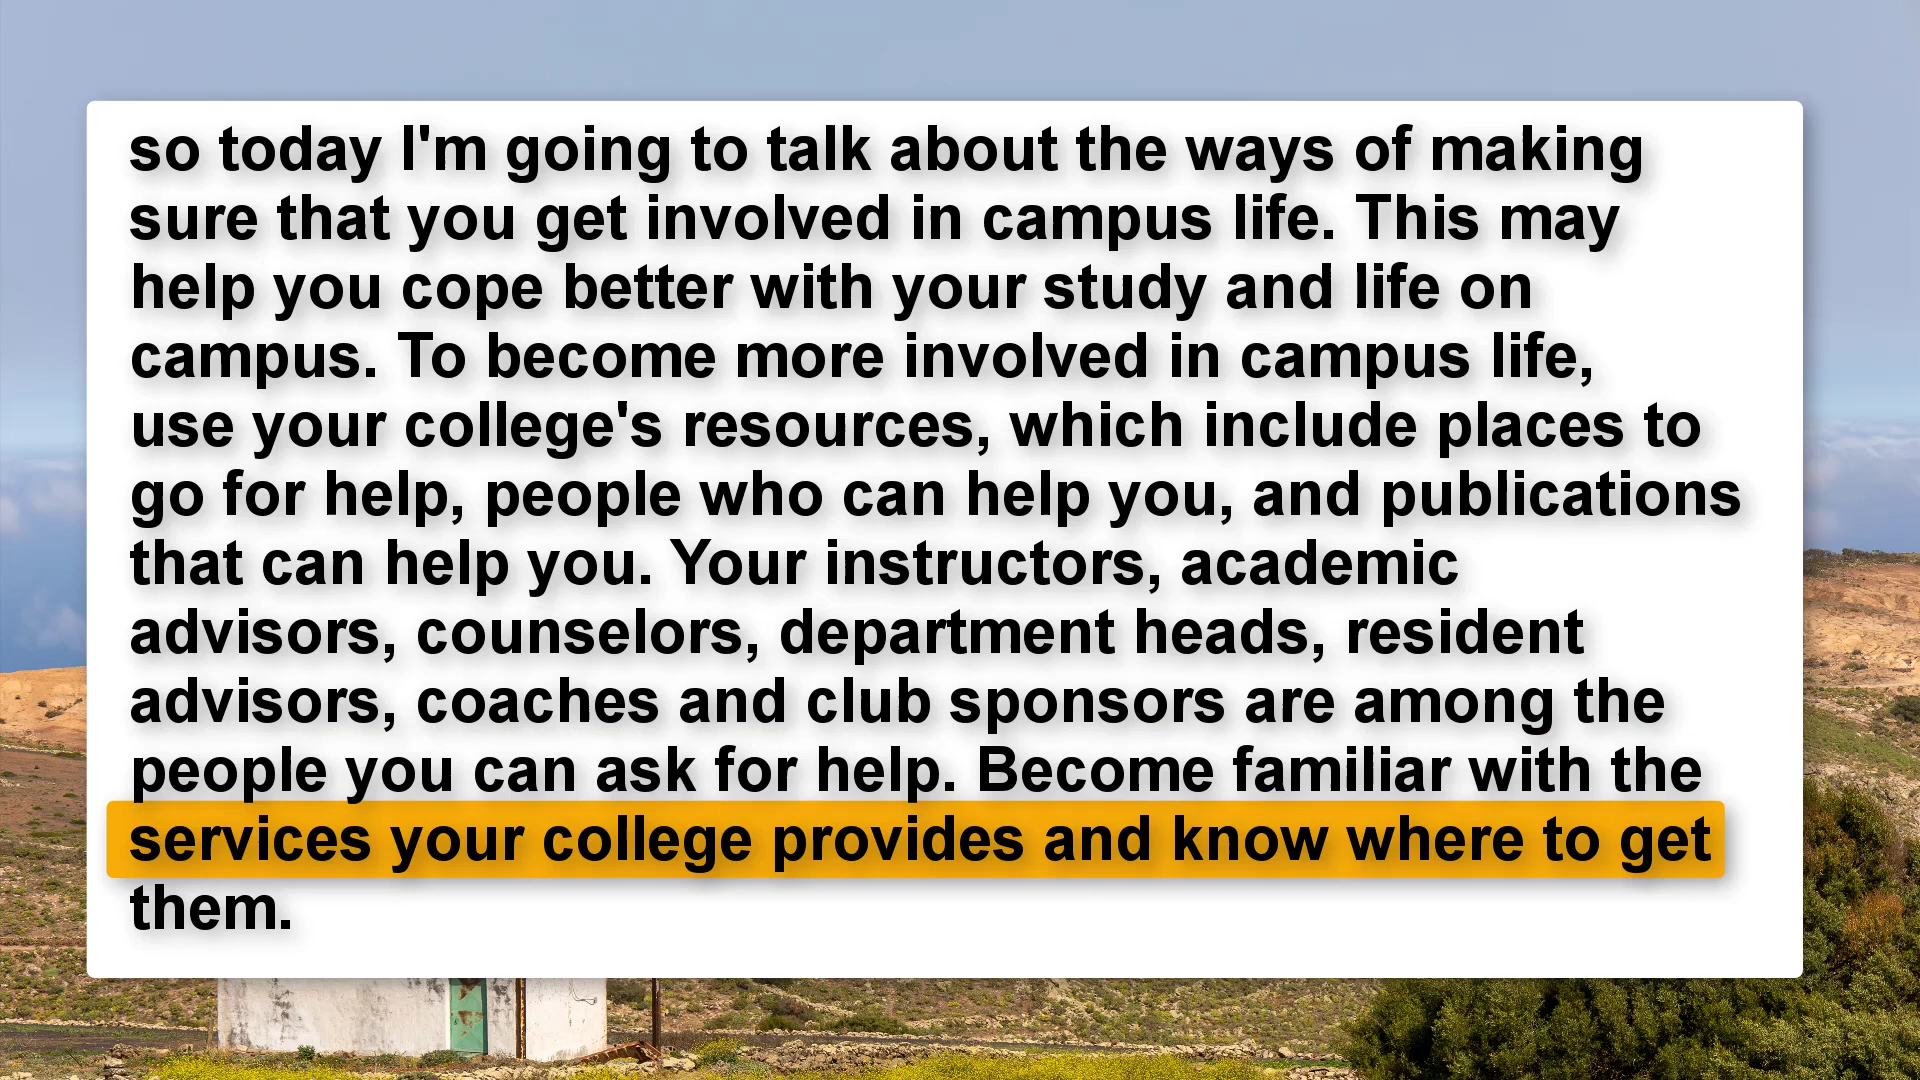 so today I'm going to talk about the ways of making
sure that you get involved in campus life. This may
help you cope better with your study and life on
campus. To become more involved in campus life,
use your college's resources, which include places to
go for help, people who can help you, and publications
that can help you. Your instructors, academic
advisors, counselors, department heads, resident
advisors, coaches and club sponsors are among the
people you can ask for help. Become familiar with the
services your college provides and know where to get
them.